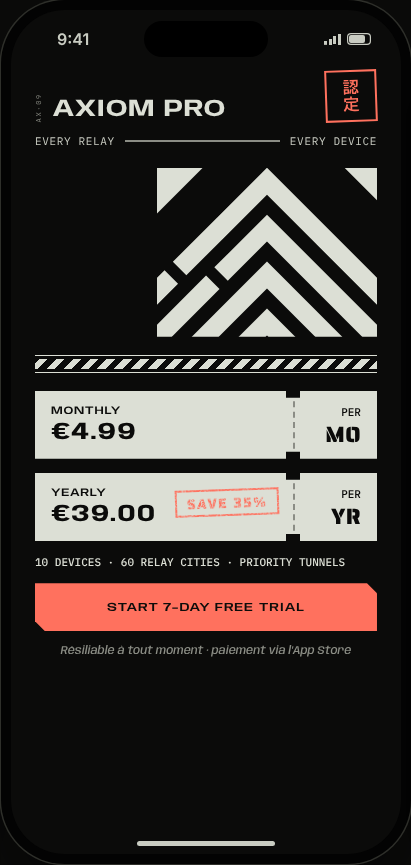 9:41
認定
AX-09
AXIOM PRO
EVERY RELAY
EVERY DEVICE
MONTHLY
€4.99
PER
MO
YEARLY
€39.00
SAVE 35%
PER
YR
10 DEVICES · 60 RELAY CITIES · PRIORITY TUNNELS
START 7-DAY FREE TRIAL
Résiliable à tout moment · paiement via l'App Store